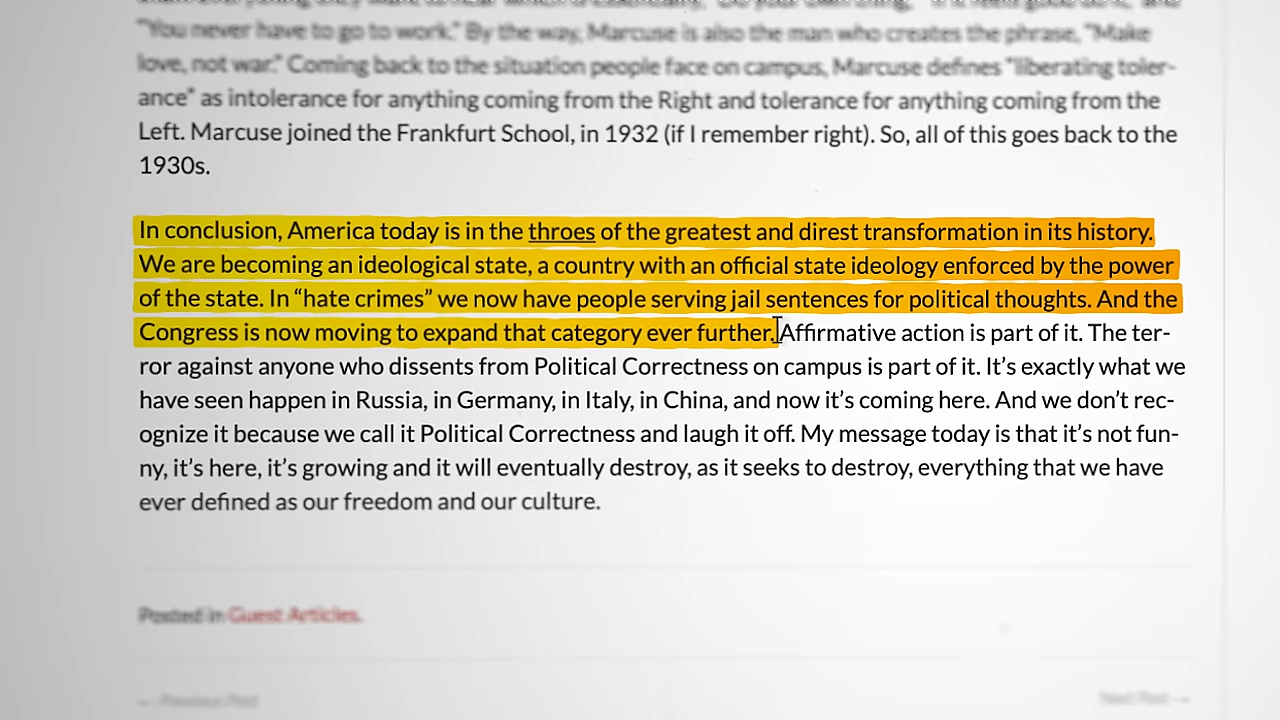 "You never have to go to work." By the way, Marcuse is also the man who creates the phrase, "Make
love, not war." Coming back to the situation people face on campus, Marcuse defines "liberating toler-
ance" as intolerance for anything coming from the Right and tolerance for anything coming from the
Left. Marcuse joined the Frankfurt School, in 1932 (if I remember right). So, all of this goes back to the
1930s.
In conclusion, America today is in the throes of the greatest and direst transformation in its history.
We are becoming an ideological state, a country with an official state ideology enforced by the power
of the state. In “hate crimes” we now have people serving jail sentences for political thoughts. And the
Congress is now moving to expand that category ever further. Affirmative action is part of it. The ter-
ror against anyone who dissents from Political Correctness on campus is part of it. It’s exactly what we
have seen happen in Russia, in Germany, in Italy, in China, and now it’s coming here. And we don’t rec-
ognize it because we call it Political Correctness and laugh it off. My message today is that it’s not fun-
ny, it’s here, it’s growing and it will eventually destroy, as it seeks to destroy, everything that we have
ever defined as our freedom and our culture.
Posted in Guest Articles.
← Previous Post
Next Post →